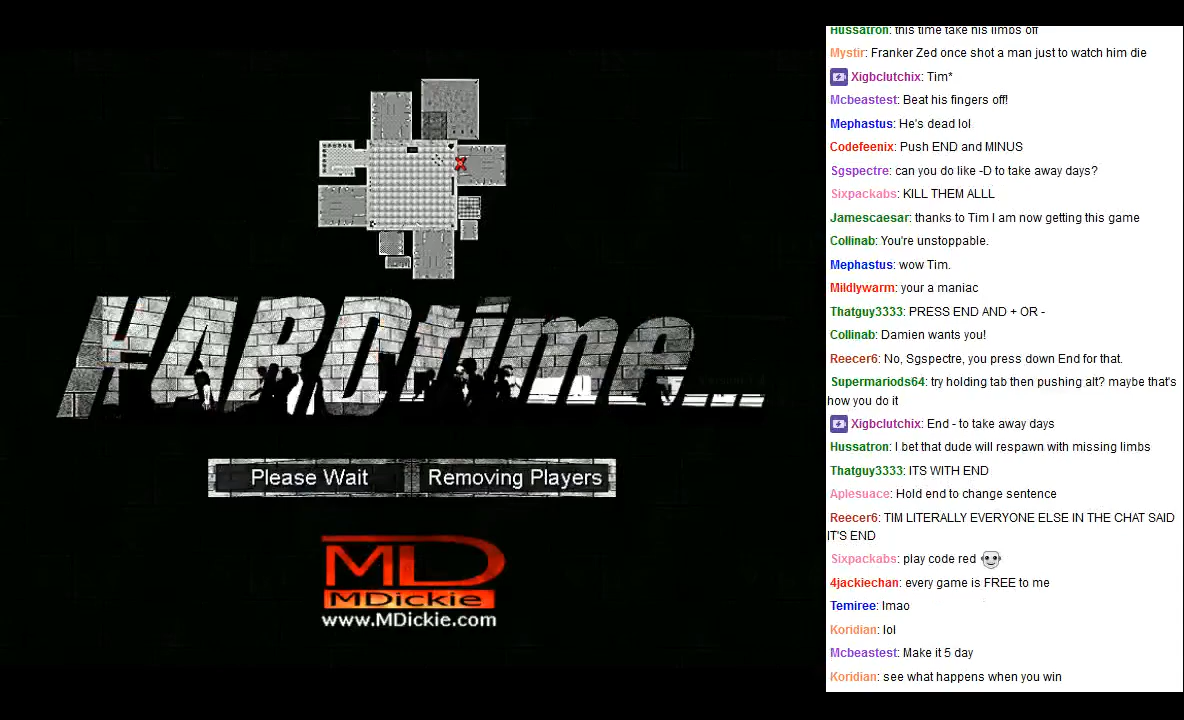 HARDtime...
Please Wait
Removing Players
MD
MDickie
www.MDickie.com
Hussatron: this time take his limbs off
Mystir: Franker Zed once shot a man just to watch him die
Xigbclutchix: Tim*
Mcbeastest: Beat his fingers off!
Mephastus: He's dead lol
Codefeenix: Push END and MINUS
Sgspectre: can you do like -D to take away days?
Sixpackabs: KILL THEM ALLL
Jamescaesar: thanks to Tim I am now getting this game
Collinab: You're unstoppable.
Mephastus: wow Tim.
Mildlywarm: your a maniac
Thatguy3333: PRESS END AND + OR -
Collinab: Damien wants you!
Reecer6: No, Sgspectre, you press down End for that.
Supermariods64: try holding tab then pushing alt? maybe that's
how you do it
Xigbclutchix: End - to take away days
Hussatron: I bet that dude will respawn with missing limbs
Thatguy3333: ITS WITH END
Aplesuace: Hold end to change sentence
Reecer6: TIM LITERALLY EVERYONE ELSE IN THE CHAT SAID
IT'S END
Sixpackabs: play code red
4jackiechan: every game is FREE to me
Temiree: lmao
Koridian: lol
Mcbeastest: Make it 5 day
Koridian: see what happens when you win